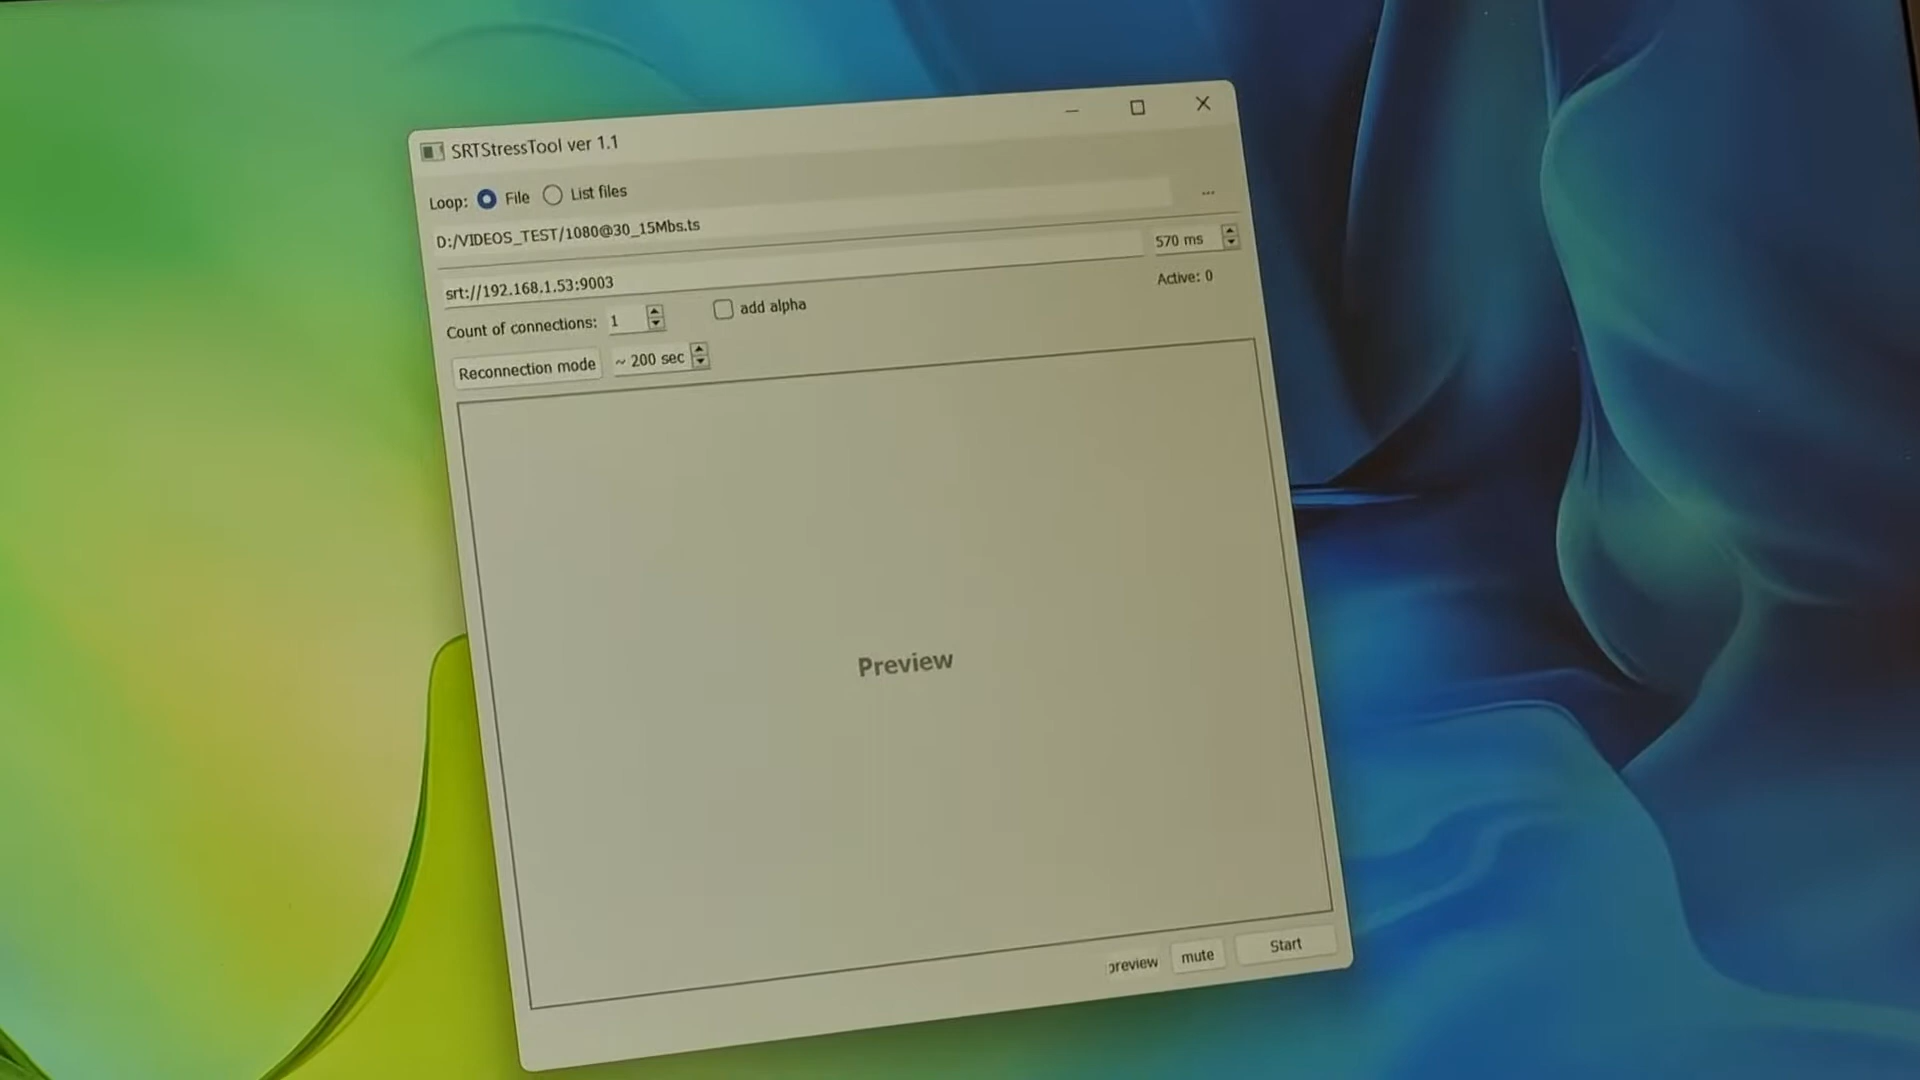 SRTStressTool ver 1.1
Loop: File List files
D:/VIDEOS_TEST/1080@30_15Mbs.ts ...
srt://192.168.1.53:9003 570 ms
Count of connections: 1 add alpha Active: 0
Reconnection mode ~ 200 sec
Preview
preview mute Start